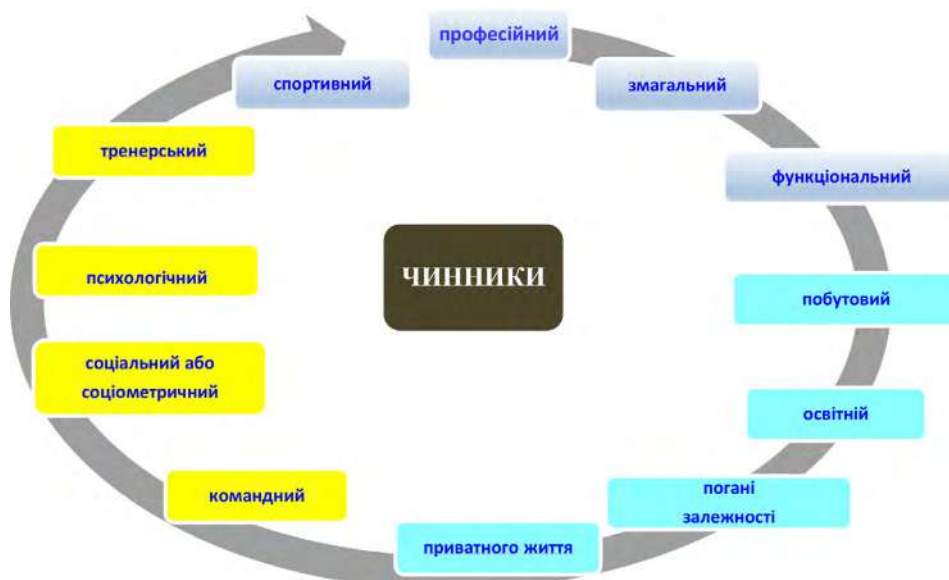 професійний
змагальний
функціональний
побутовий
освітній
погані
залежності
приватного життя
командний
соціальний або
соціометричний
психологічний
тренерський
спортивний
ЧИННИКИ